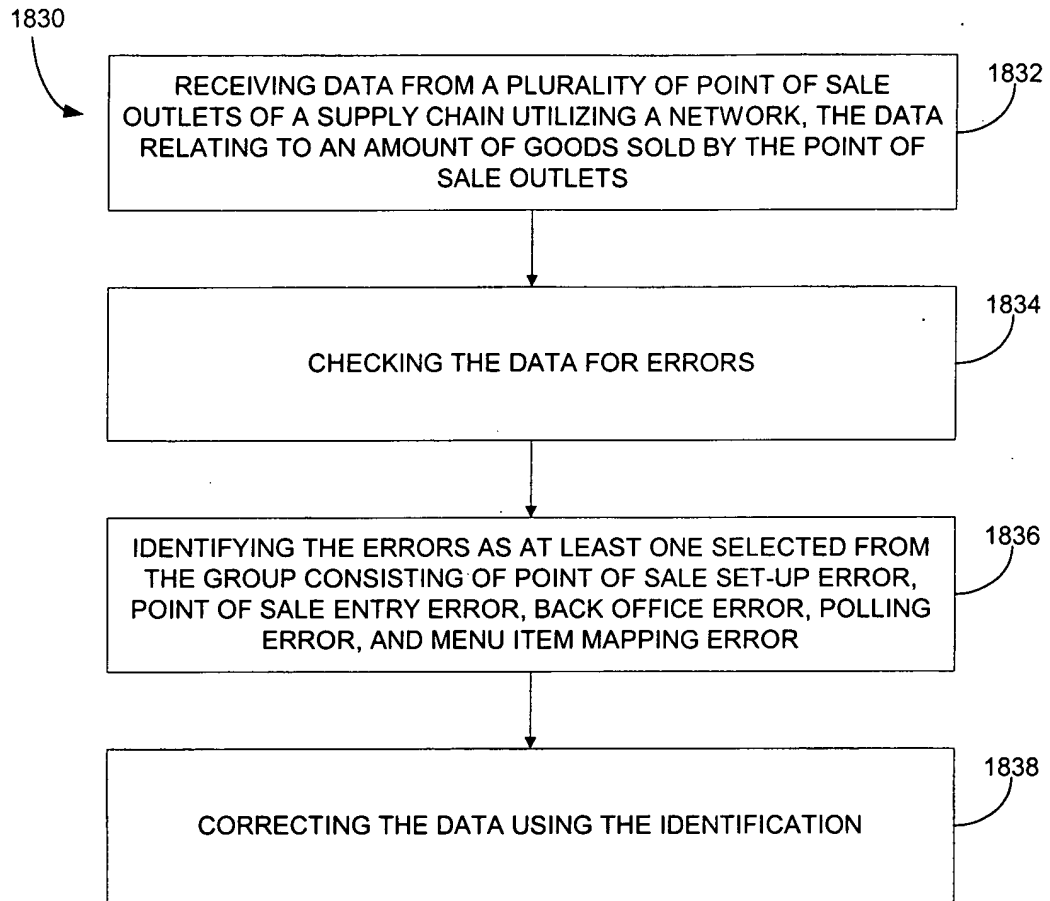 1830
RECEIVING DATA FROM A PLURALITY OF POINT OF SALE
OUTLETS OF A SUPPLY CHAIN UTILIZING A NETWORK, THE DATA
RELATING TO AN AMOUNT OF GOODS SOLD BY THE POINT OF
SALE OUTLETS
1832
CHECKING THE DATA FOR ERRORS
1834
IDENTIFYING THE ERRORS AS AT LEAST ONE SELECTED FROM
THE GROUP CONSISTING OF POINT OF SALE SET-UP ERROR,
POINT OF SALE ENTRY ERROR, BACK OFFICE ERROR, POLLING
ERROR, AND MENU ITEM MAPPING ERROR
1836
CORRECTING THE DATA USING THE IDENTIFICATION
1838